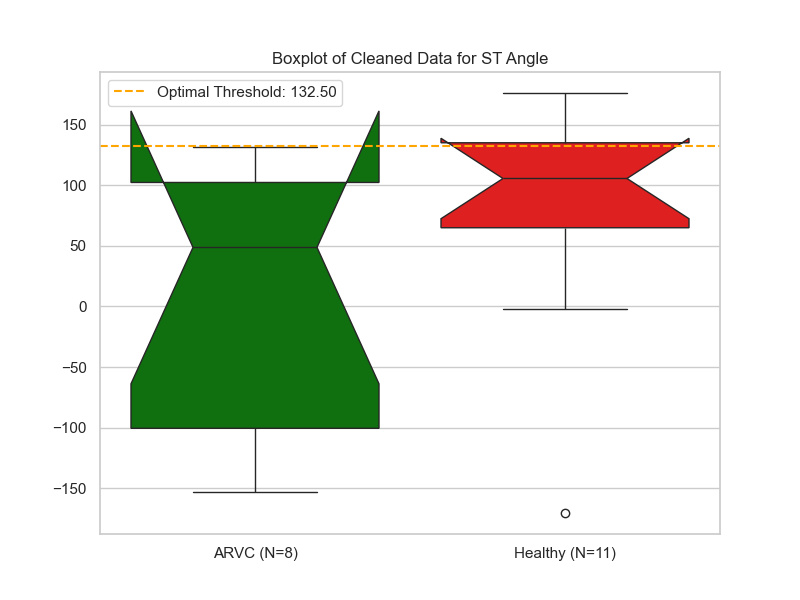 Boxplot of Cleaned Data for ST Angle
Optimal Threshold: 132.50
150
100
50
0
−50
−100
−150
ARVC (N=8)
Healthy (N=11)